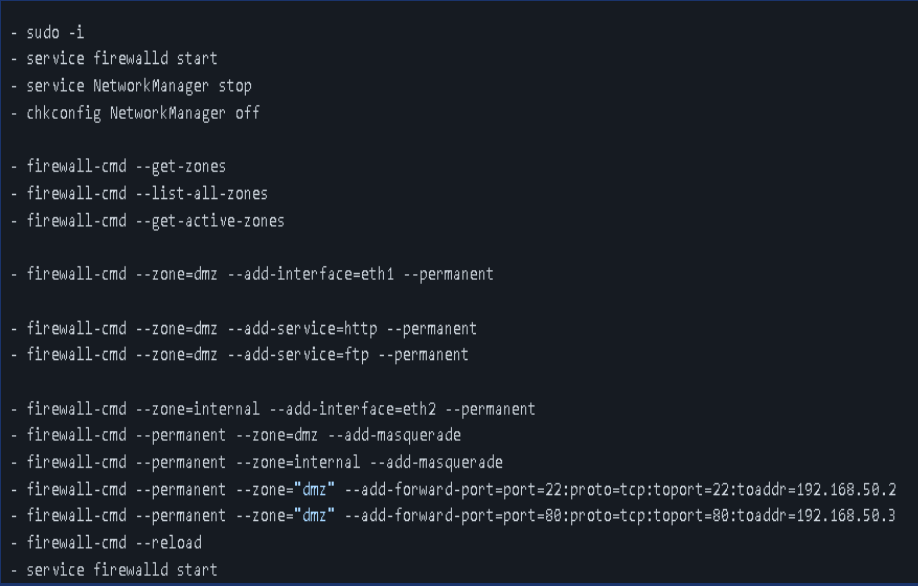 - sudo -i
- service firewalld start
- service NetworkManager stop
- chkconfig NetworkManager off
- firewall-cmd --get-zones
- firewall-cmd --list-all-zones
- firewall-cmd --get-active-zones
- firewall-cmd --zone=dmz --add-interface=eth1 --permanent
- firewall-cmd --zone=dmz --add-service=http --permanent
- firewall-cmd --zone=dmz --add-service=ftp --permanent
- firewall-cmd --zone=internal --add-interface=eth2 --permanent
- firewall-cmd --permanent --zone=dmz --add-masquerade
- firewall-cmd --permanent --zone=internal --add-masquerade
- firewall-cmd --permanent --zone="dmz" --add-forward-port=port=22:proto=tcp:toport=22:toaddr=192.168.50.2
- firewall-cmd --permanent --zone="dmz" --add-forward-port=port=80:proto=tcp:toport=80:toaddr=192.168.50.3
- firewall-cmd --reload
- service firewalld start